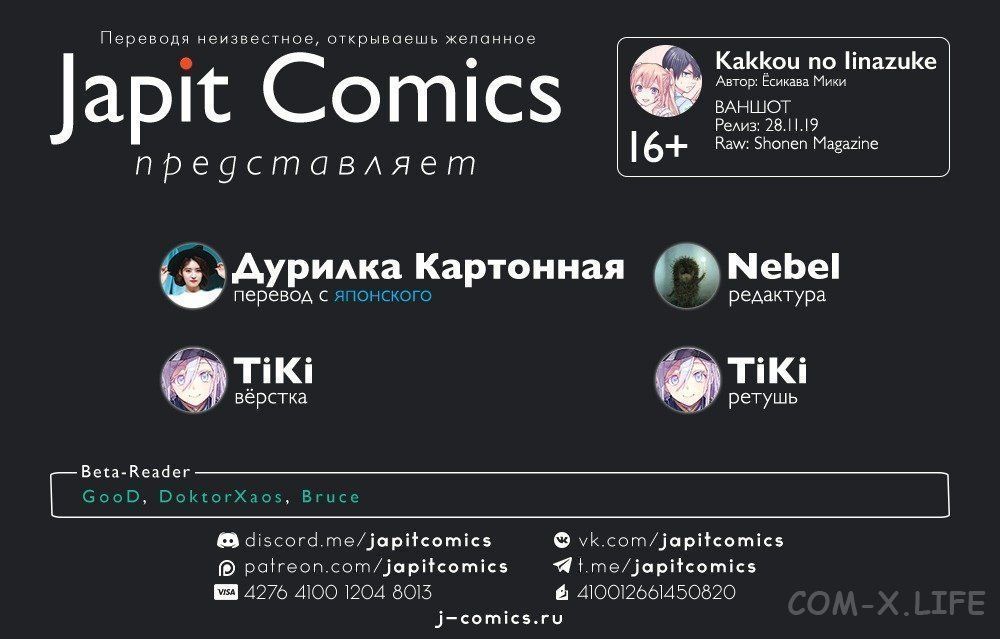 Переводя неизвестное, открываешь желанное
Japit Comics
представляет
Kakkou no Iinazuke
Автор: Ёсикава Мики
ВАНШОТ
Релиз: 28.11.19
Raw: Shonen Magazine
16+
Дурилка Картонная
перевод с японского
Nebel
редактура
TiKi
вёрстка
TiKi
ретушь
Beta-Reader
GooD, DoktorXaos, Bruce
discord.me/japitcomics
vk.com/japitcomics
patreon.com/japitcomics
t.me/japitcomics
VISA 4276 4100 1204 8013
410012661450820
j-comics.ru
COM-X.LIFE